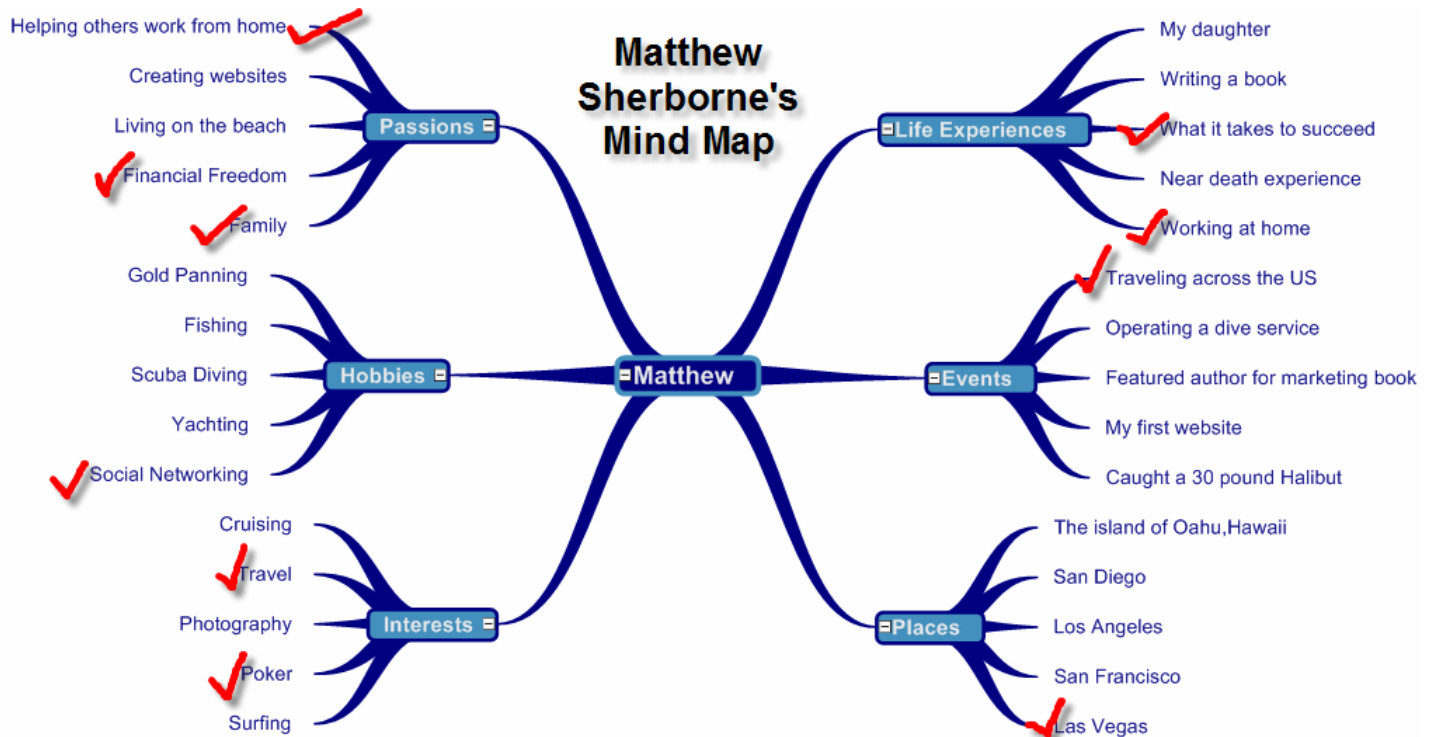 Matthew
Sherborne's
Mind Map
Passions
Helping others work from home
Creating websites
Living on the beach
Financial Freedom
Family
Hobbies
Gold Panning
Fishing
Scuba Diving
Yachting
Social Networking
Interests
Cruising
Travel
Photography
Poker
Surfing
Matthew
Life Experiences
My daughter
Writing a book
What it takes to succeed
Near death experience
Working at home
Events
Traveling across the US
Operating a dive service
Featured author for marketing book
My first website
Caught a 30 pound Halibut
Places
The island of Oahu,Hawaii
San Diego
Los Angeles
San Francisco
Las Vegas